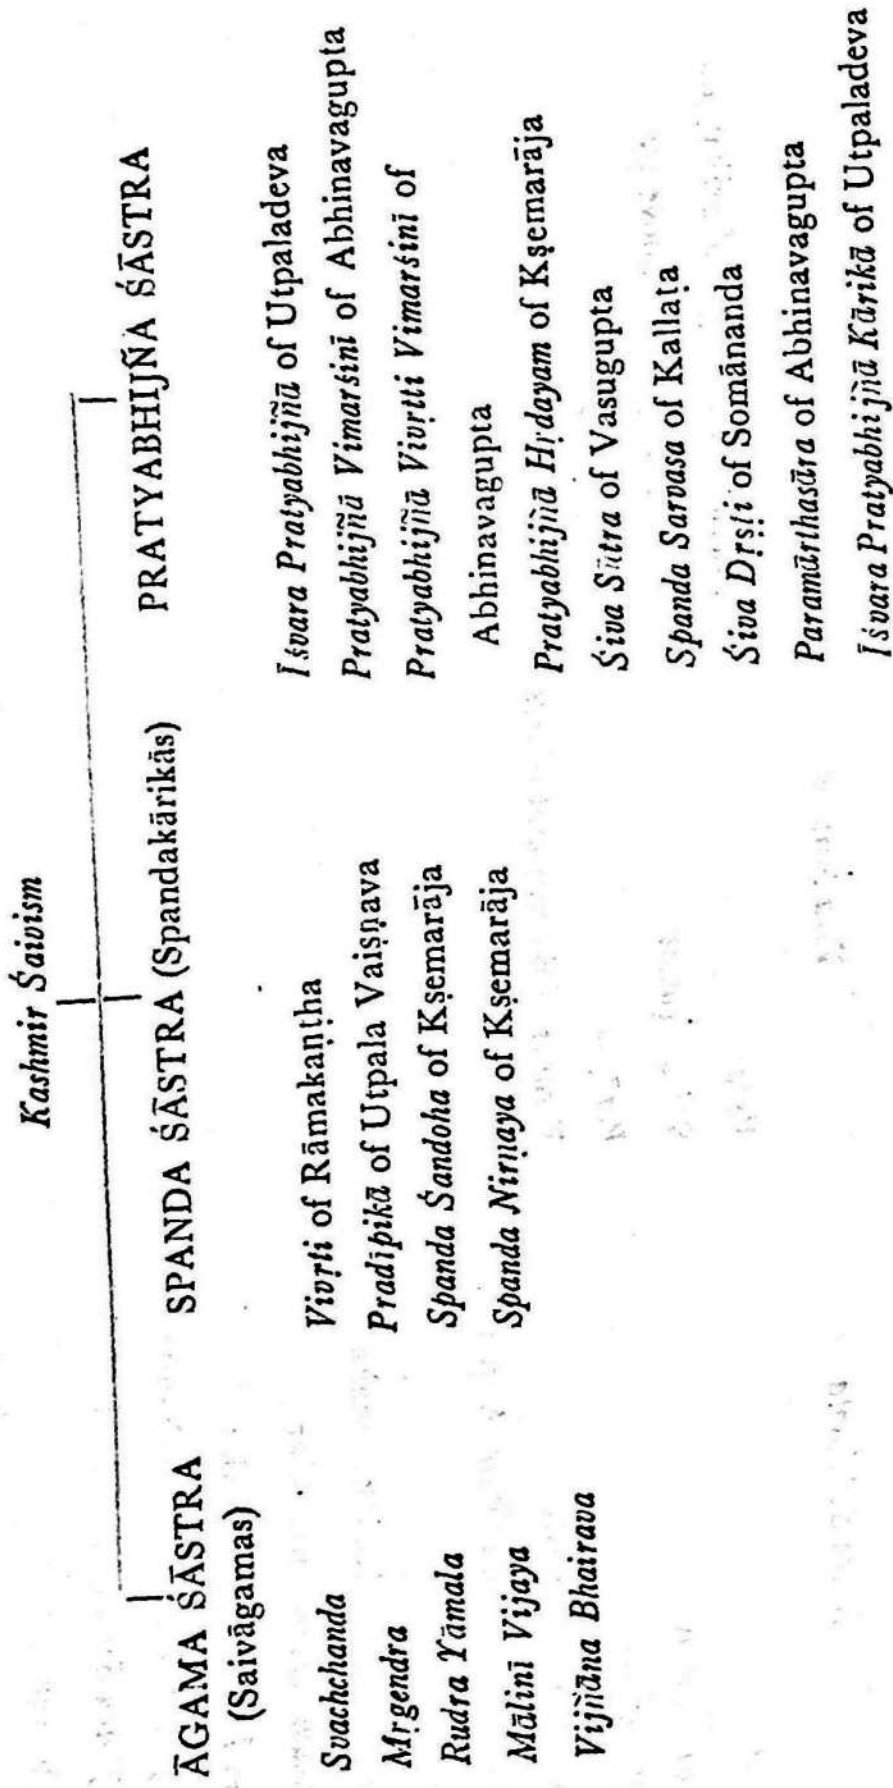 Kashmir Śaivism
ĀGAMA ŚĀSTRA
(Saivāgamas)
Svachchanda
Mṛgendra
Rudra Yāmala
Mālinī Vijaya
Vijñāna Bhairava
SPANDA ŚĀSTRA (Spandakārikās)
Vivṛti of Rāmakaṇṭha
Pradīpikā of Utpala Vaiṣṇava
Spanda Śandoha of Kṣemarāja
Spanda Nirṇaya of Kṣemarāja
PRATYABHIJÑA ŚĀSTRA
Īśvara Pratyabhijñā of Utpaladeva
Pratyabhijñā Vimarśinī of Abhinavagupta
Pratyabhijñā Vivṛtti Vimarśinī of
Abhinavagupta
Pratyabhijñā Hṛdayam of Kṣemarāja
Śiva Sūtra of Vasugupta
Spanda Sarvasa of Kallaṭa
Śiva Dṛṣṭi of Somānanda
Paramārthasāra of Abhinavagupta
Īśvara Pratyabhijñā Kārikā of Utpaladeva